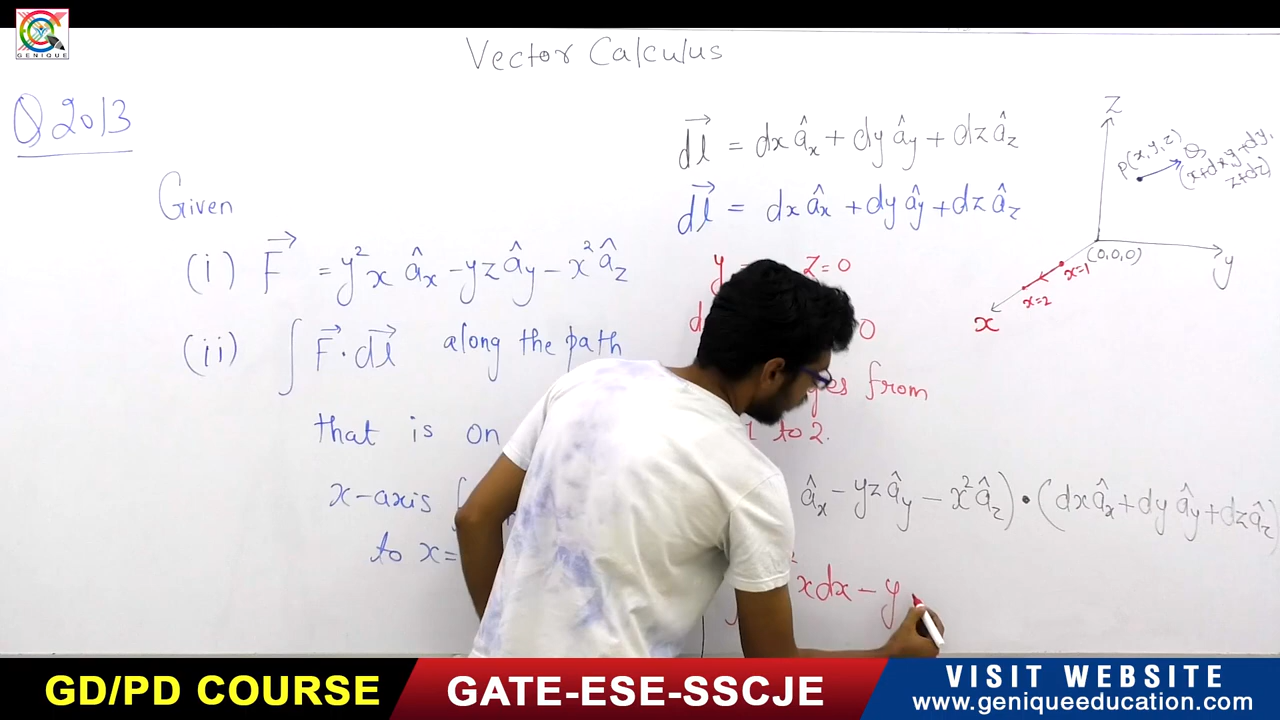 GENIQUE
Vector Calculus
Q 2013
Given
(i) F⃗ = y²x âx - yz ây - x² âz
(ii) ∫ F⃗ · dl⃗ along the path
that is on
x-axis
to x=
dl⃗ = dx âx + dy ây + dz âz
dl⃗ = dx âx + dy ây + dz âz
y z=0
d 0
from
1 to 2.
âx - yz ây - x² âz) · (dx âx + dy ây + dz âz
² x dx - y
Z
P(x,y,z) Q
(x+dx, y+dy,
z+dz)
(0,0,0)
y
x=1
x=2
x
GD/PD COURSE
GATE-ESE-SSCJE
VISIT WEBSITE
www.geniqueeducation.com